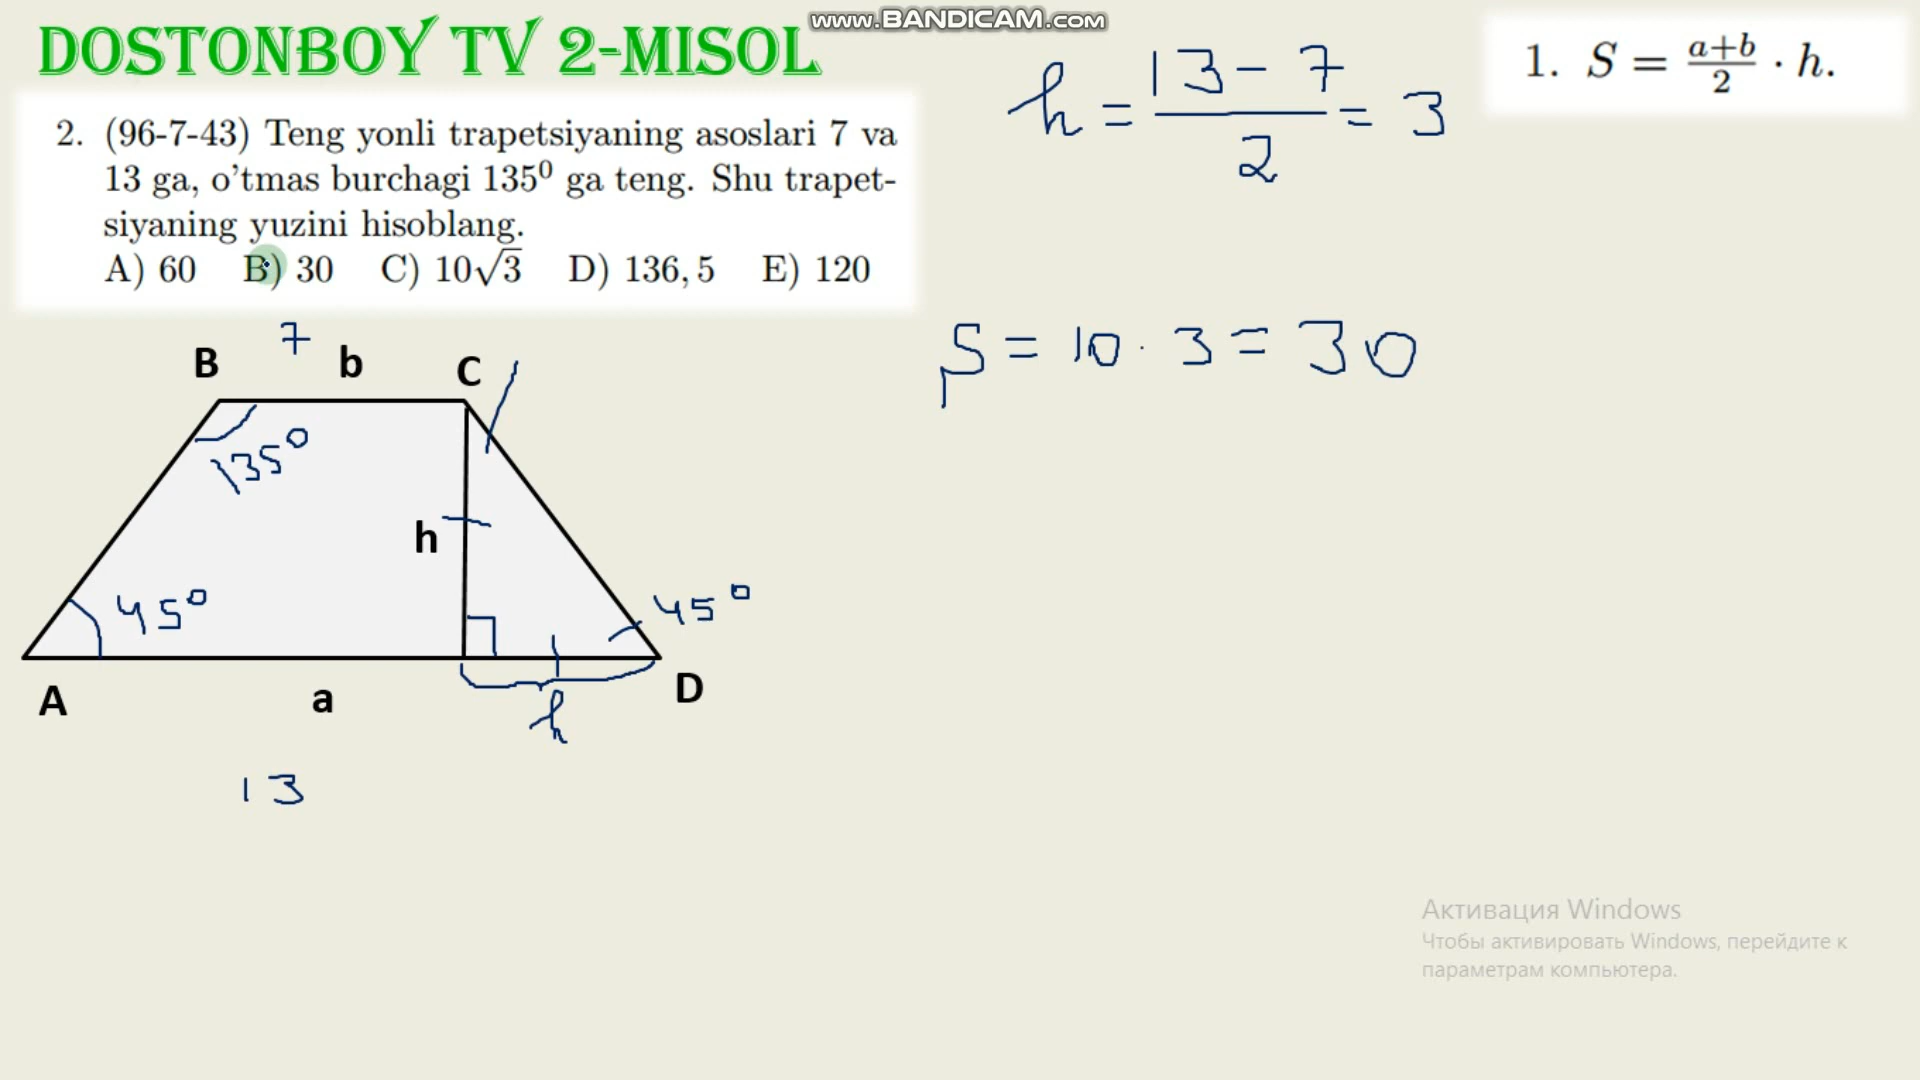 www.BANDICAM.com
DOSTONBOY TV 2-MISOL
1. S = \frac{a+b}{2} · h.
2. (96-7-43) Teng yonli trapetsiyaning asoslari 7 va
13 ga, o’tmas burchagi 135⁰ ga teng. Shu trapet-
siyaning yuzini hisoblang.
A) 60 B) 30 C) 10√3 D) 136, 5 E) 120
h = \frac{13 - 7}{2} = 3
S = 10 · 3 = 30
7
B b C
135°
h
45° 45°
A a D
h
13
Активация Windows
Чтобы активировать Windows, перейдите к
параметрам компьютера.